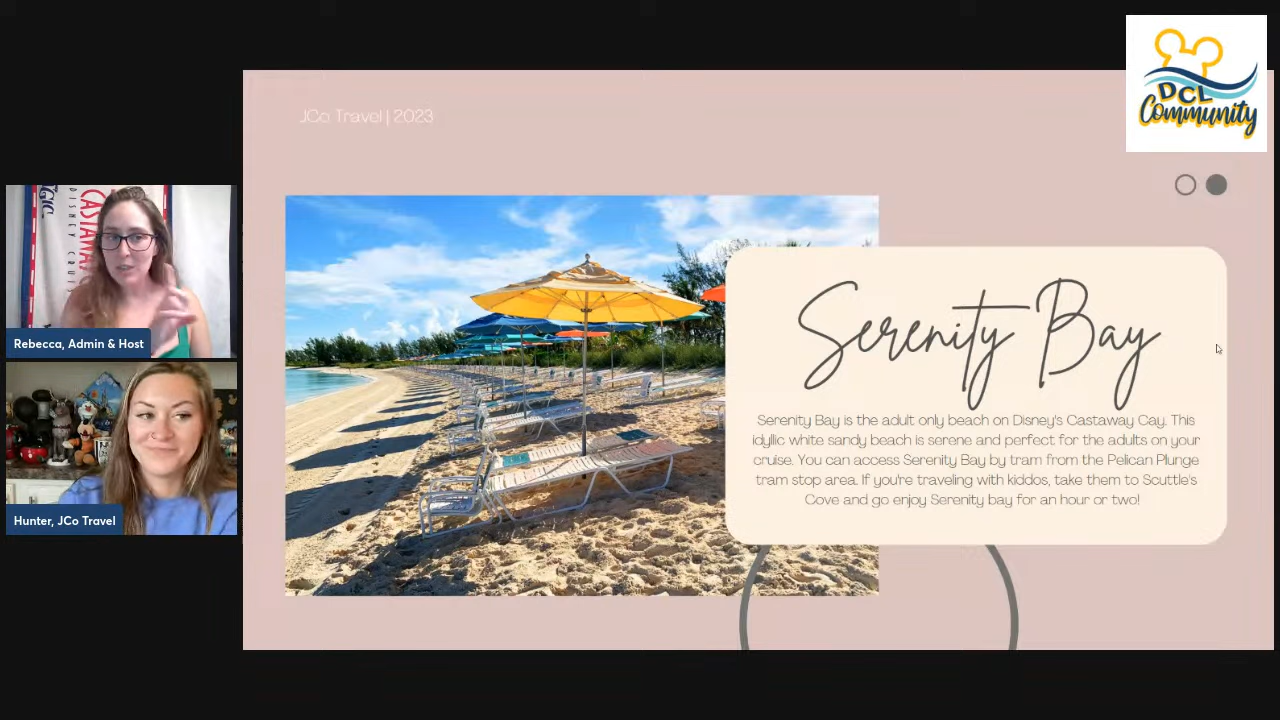 JCo Travel | 2023
DCL
Community
CASTAWAY
DISNEY CRUIS
Rebecca, Admin & Host
Hunter, JCo Travel
Serenity Bay
Serenity Bay is the adult only beach on Disney's Castaway Cay. This
idyllic white sandy beach is serene and perfect for the adults on your
cruise. You can access Serenity Bay by tram from the Pelican Plunge
tram stop area. If you're traveling with kiddos, take them to Scuttle's
Cove and go enjoy Serenity bay for an hour or two!